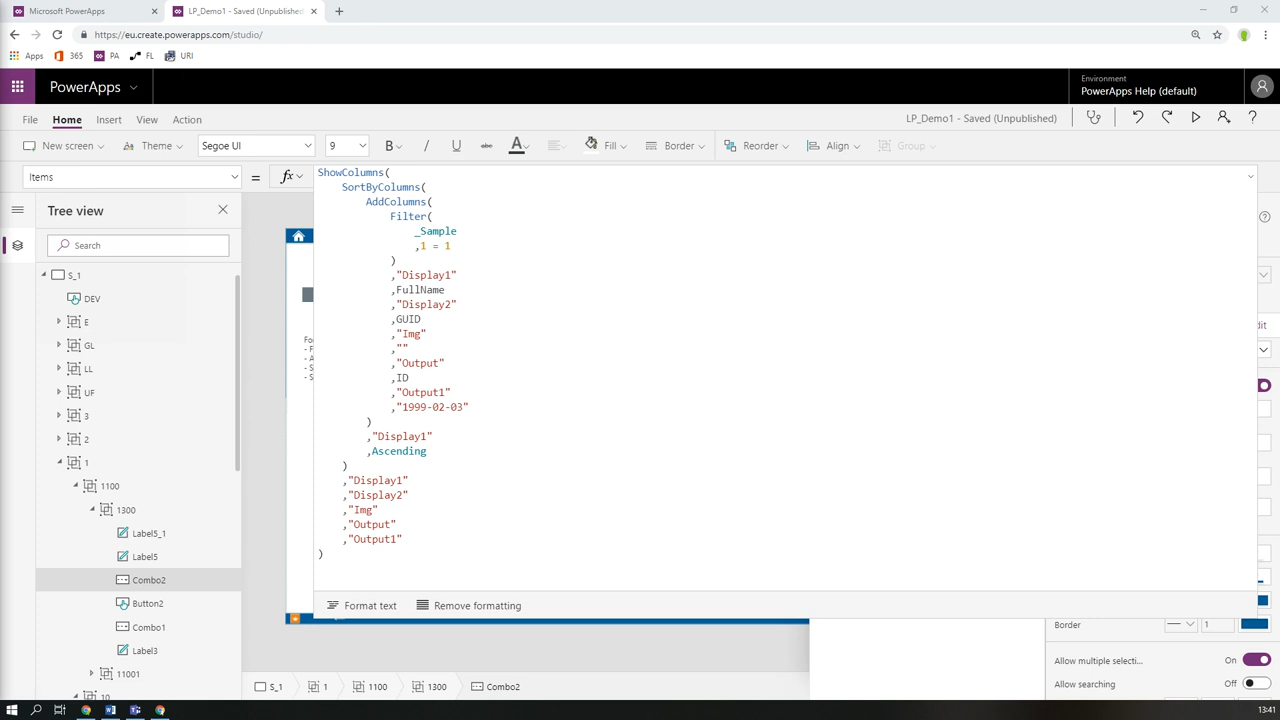 Microsoft PowerApps
LP_Demo1 - Saved (Unpublished)
https://eu.create.powerapps.com/studio/
Apps
365
PA
FL
URI
PowerApps
Environment
PowerApps Help (default)
File
Home
Insert
View
Action
LP_Demo1 - Saved (Unpublished)
New screen
Theme
Segoe UI
9
B
/
U
abc
A
Fill
Border
Reorder
Align
Group
Items
=
fx
Tree view
Search
S_1
DEV
E
GL
LL
UF
3
2
1
1100
1300
Label5_1
Label5
Combo2
Button2
Combo1
Label3
11001
10
ShowColumns(
SortByColumns(
AddColumns(
Filter(
_Sample
,1 = 1
)
,"Display1"
,FullName
,"Display2"
,GUID
,"Img"
,""
,"Output"
,ID
,"Output1"
,"1999-02-03"
)
,"Display1"
,Ascending
)
,"Display1"
,"Display2"
,"Img"
,"Output"
,"Output1"
)
Format text
Remove formatting
Border
1
Allow multiple selecti...
On
Allow searching
Off
S_1
1
1100
1300
Combo2
13:41